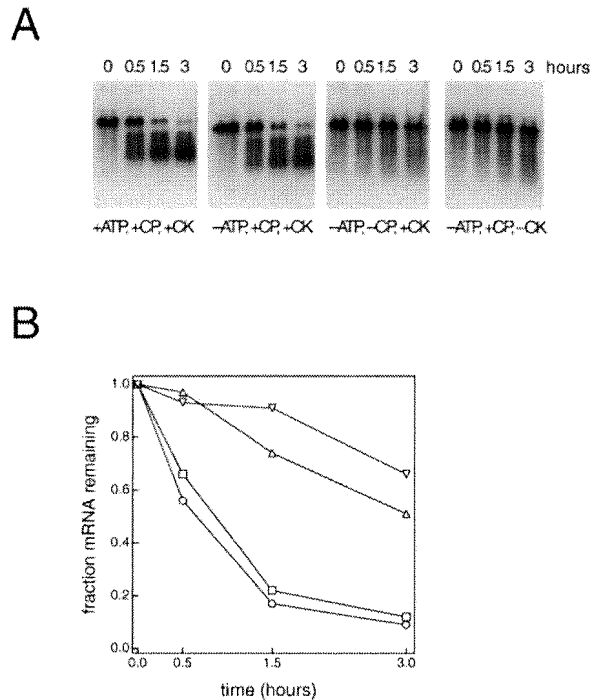 A
0 0.5 1.5 3 0 0.5 1.5 3 0 0.5 1.5 3 0 0.5 1.5 3 hours
+ATP, +CP, +CK −ATP, +CP, +CK −ATP, −CP, +CK −ATP, +CP, −CK
B
fraction mRNA remaining
1.0
0.8
0.6
0.4
0.2
0.0
0.0 0.5 1.5 3.0
time (hours)